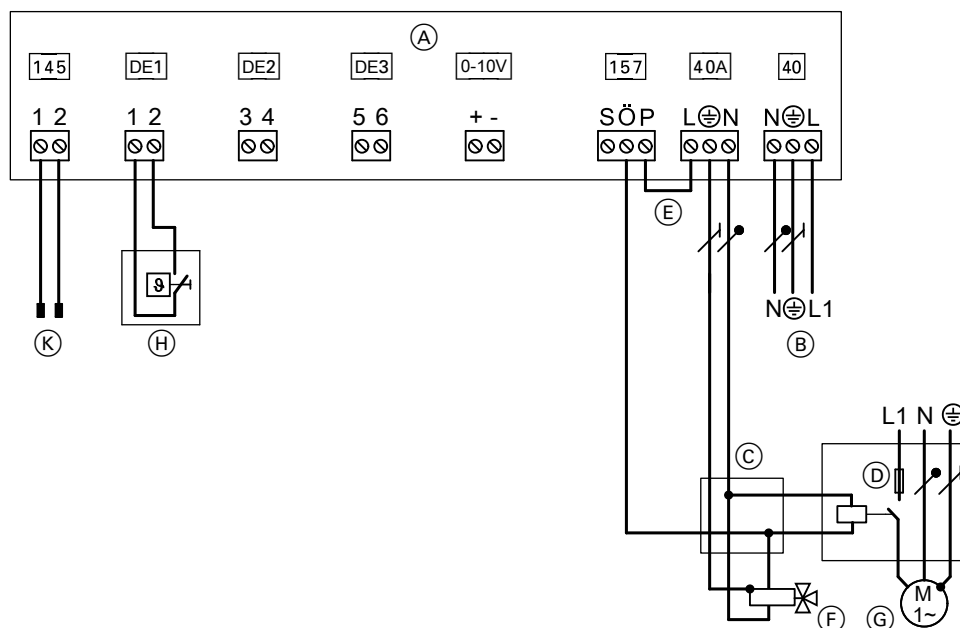 A
145 DE1 DE2 DE3 0-10V 157 40A 40
1 2 1 2 3 4 5 6 + - S Ö P L N N L
E
ϑ
K H
N L1
B
L1 N
C
D
M
1~
F G